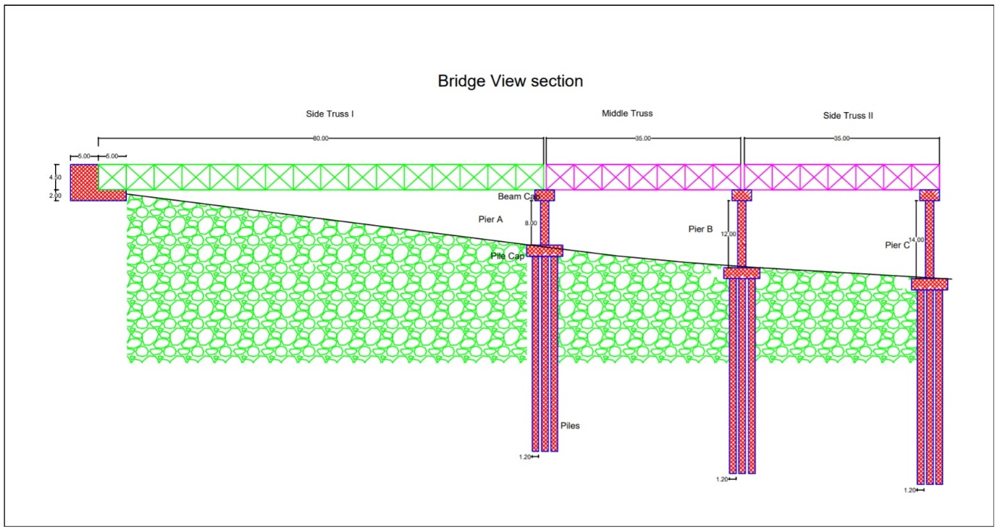 Bridge View section
Side Truss I
Middle Truss
Side Truss II
80.00
35.00
35.00
5.00
5.00
4.50
2.00
Beam Cap
Pier A
8.00
Pier B
12.00
Pier C
14.00
Pile Cap
Piles
1.20
1.20
1.20